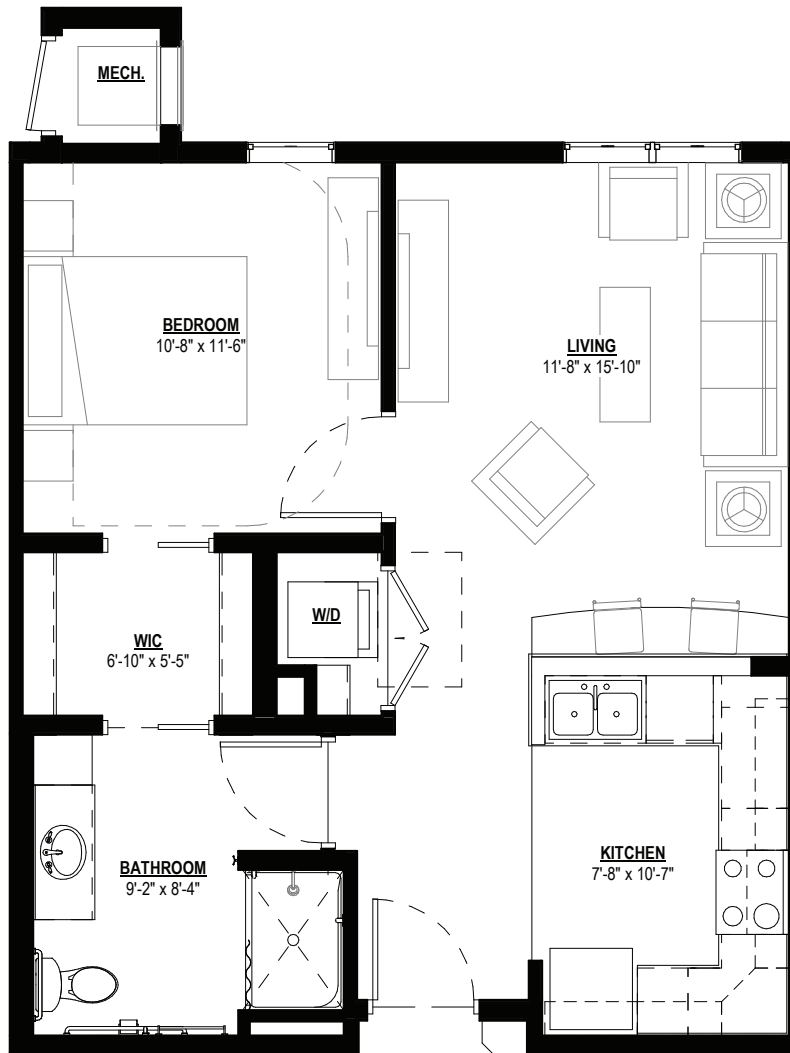 MECH.
BEDROOM
10'-8" x 11'-6"
LIVING
11'-8" x 15'-10"
W/D
WIC
6'-10" x 5'-5"
KITCHEN
7'-8" x 10'-7"
BATHROOM
9'-2" x 8'-4"